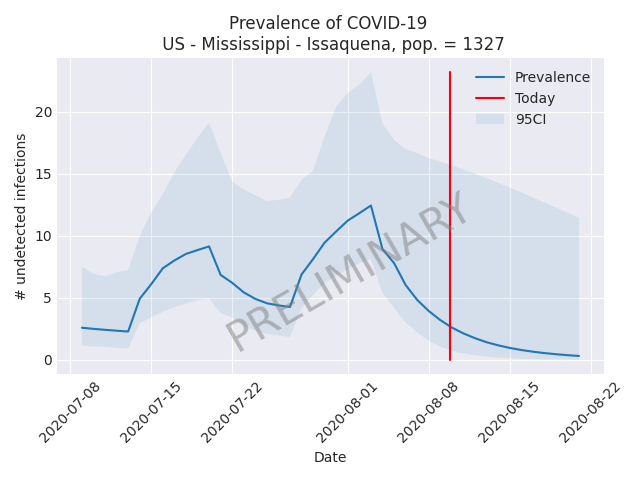 Prevalence of COVID-19
US - Mississippi - Issaquena, pop. = 1327
Prevalence
Today
95CI
# undetected infections
20
15
10
5
0
PRELIMINARY
2020-07-08
2020-07-15
2020-07-22
2020-08-01
2020-08-08
2020-08-15
2020-08-22
Date